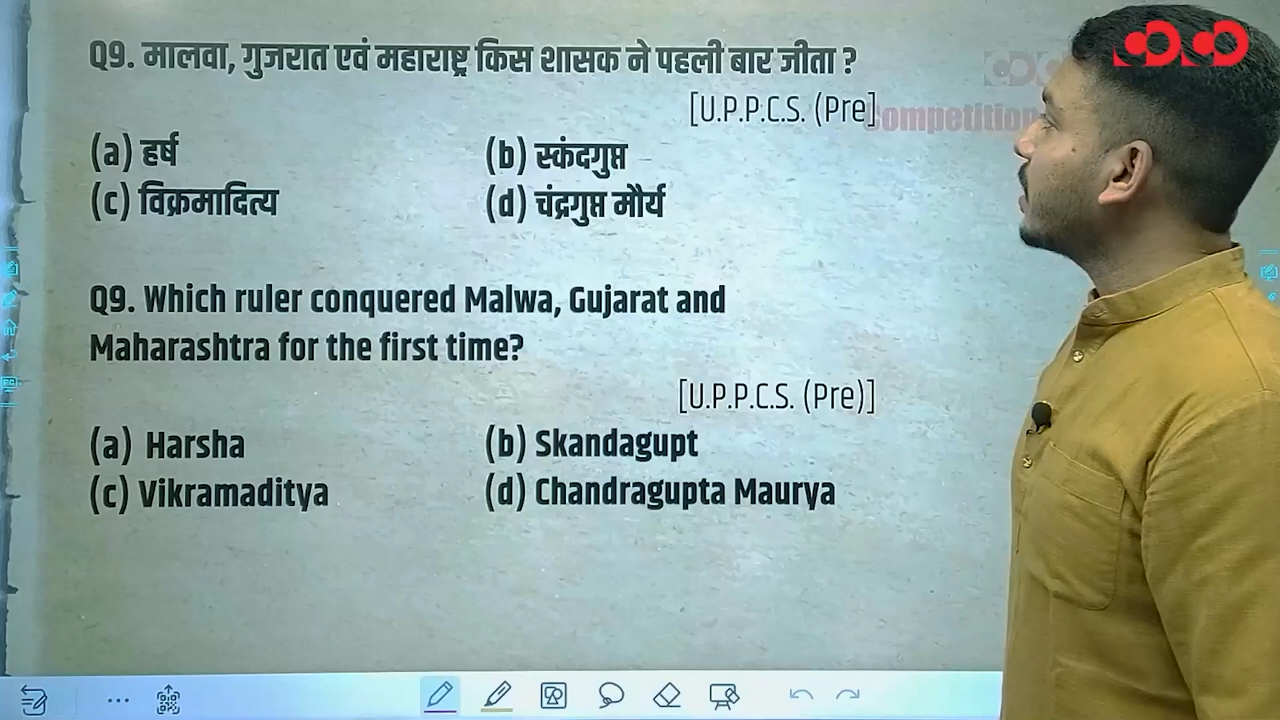 Q9. मालवा, गुजरात एवं महाराष्ट्र किस शासक ने पहली बार जीता ?
[U.P.P.C.S. (Pre]
ompetition
(a) हर्ष (b) स्कंदगुप्त
(c) विक्रमादित्य (d) चंद्रगुप्त मौर्य
Q9. Which ruler conquered Malwa, Gujarat and
Maharashtra for the first time?
[U.P.P.C.S. (Pre)]
(a) Harsha (b) Skandagupt
(c) Vikramaditya (d) Chandragupta Maurya